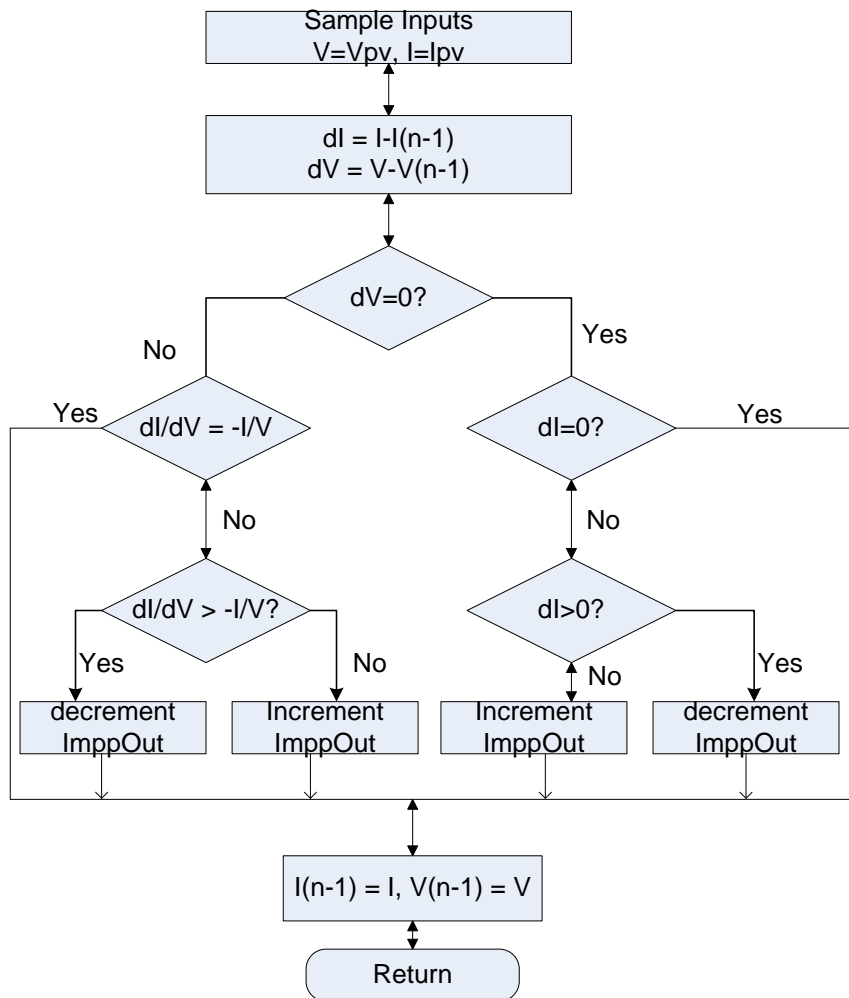 Sample Inputs
V=Vpv, I=Ipv
dI = I-I(n-1)
dV = V-V(n-1)
dV=0?
No
Yes
Yes
dI/dV = -I/V
dI=0?
Yes
No
No
dI/dV > -I/V?
dI>0?
Yes
No
No
Yes
decrement
ImppOut
Increment
ImppOut
Increment
ImppOut
decrement
ImppOut
I(n-1) = I, V(n-1) = V
Return